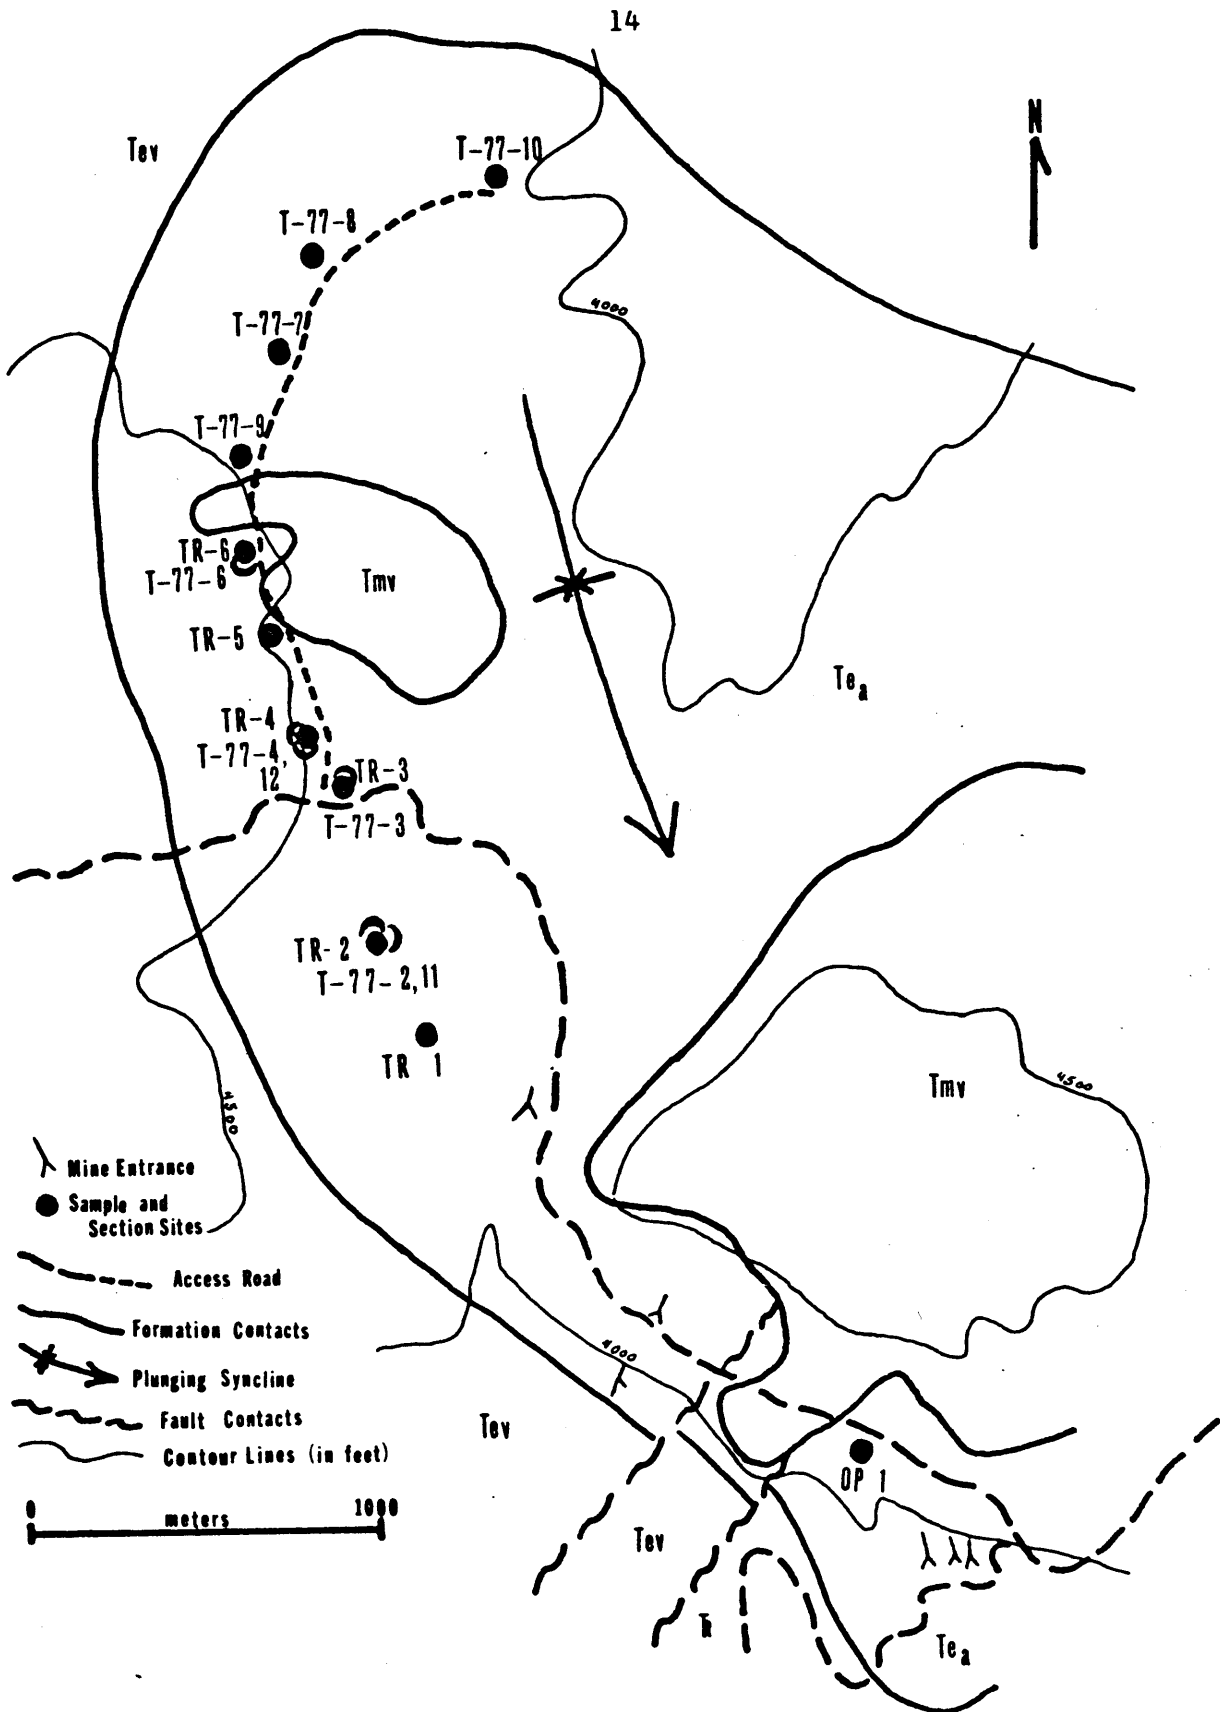 14
Tev
T-77-10
N
T-77-8
4000
T-77-7
T-77-9
TR-6
T-77-6
Tmv
TR-5
Tea
TR-4
T-77-4,
12
TR-3
T-77-3
TR-2
T-77-2,11
TR 1
Tmv
4500
4500
Mine Entrance
Sample and
Section Sites
Access Road
Formation Contacts
Plunging Syncline
Fault Contacts
Contour Lines (in feet)
0 1000
meters
4000
Tev
OP 1
Tev
Tea